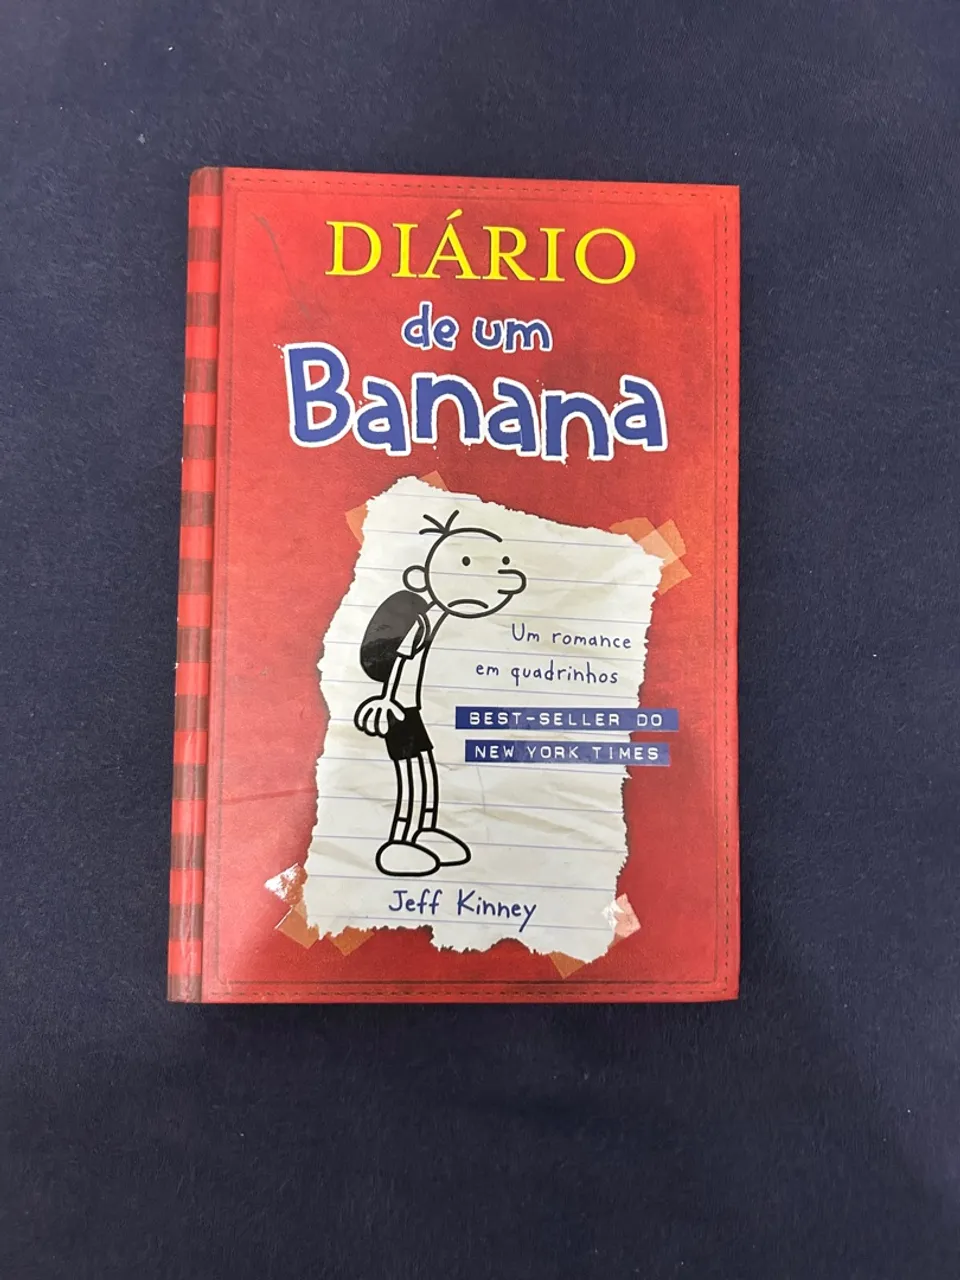 DIÁRIO
de um
Banana
Um romance
em quadrinhos
BEST-SELLER DO
NEW YORK TIMES
Jeff Kinney